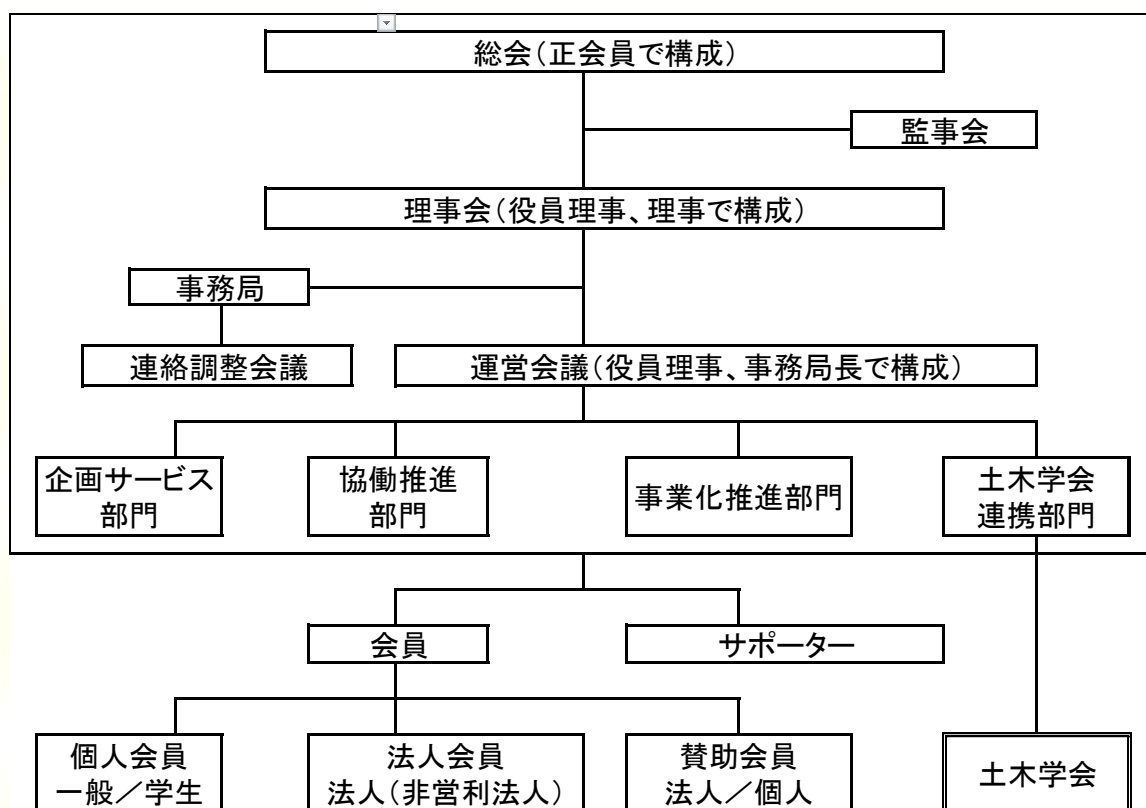 総会(正会員で構成)
監事会
理事会(役員理事、理事で構成)
事務局
連絡調整会議
運営会議(役員理事、事務局長で構成)
企画サービス
部門
協働推進
部門
事業化推進部門
土木学会
連携部門
会員
サポーター
個人会員
一般／学生
法人会員
法人(非営利法人)
賛助会員
法人／個人
土木学会